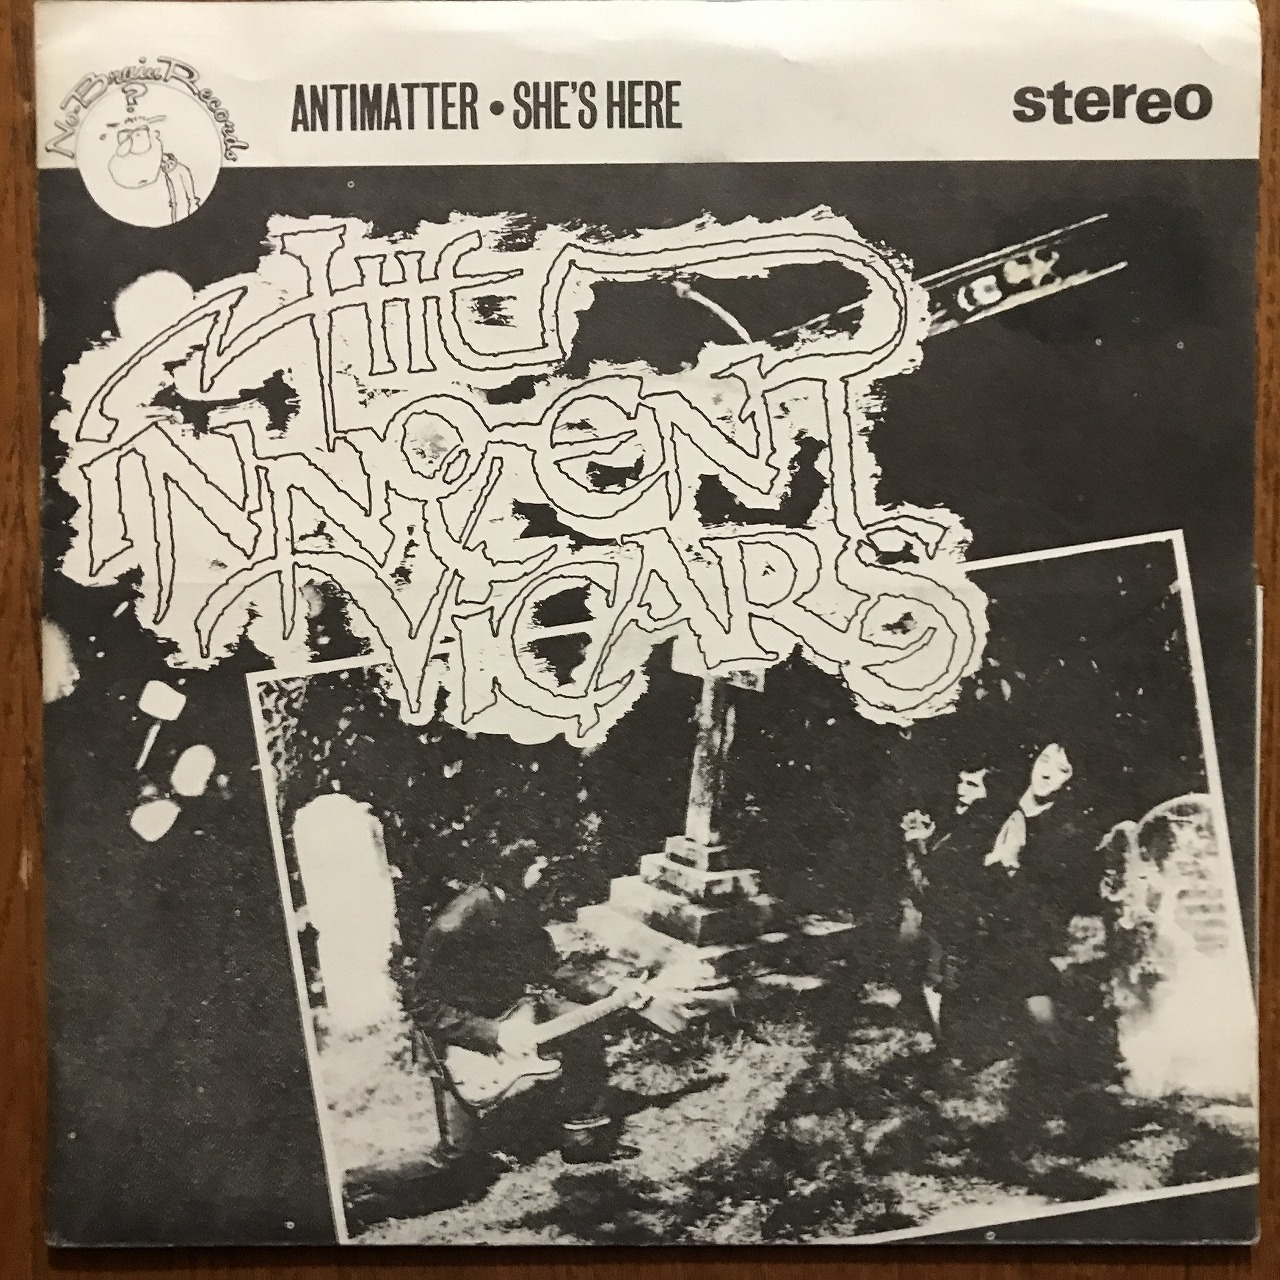 No-Brain Records
?
ANTIMATTER • SHE'S HERE
stereo
THE
INNOCENT
VICARS